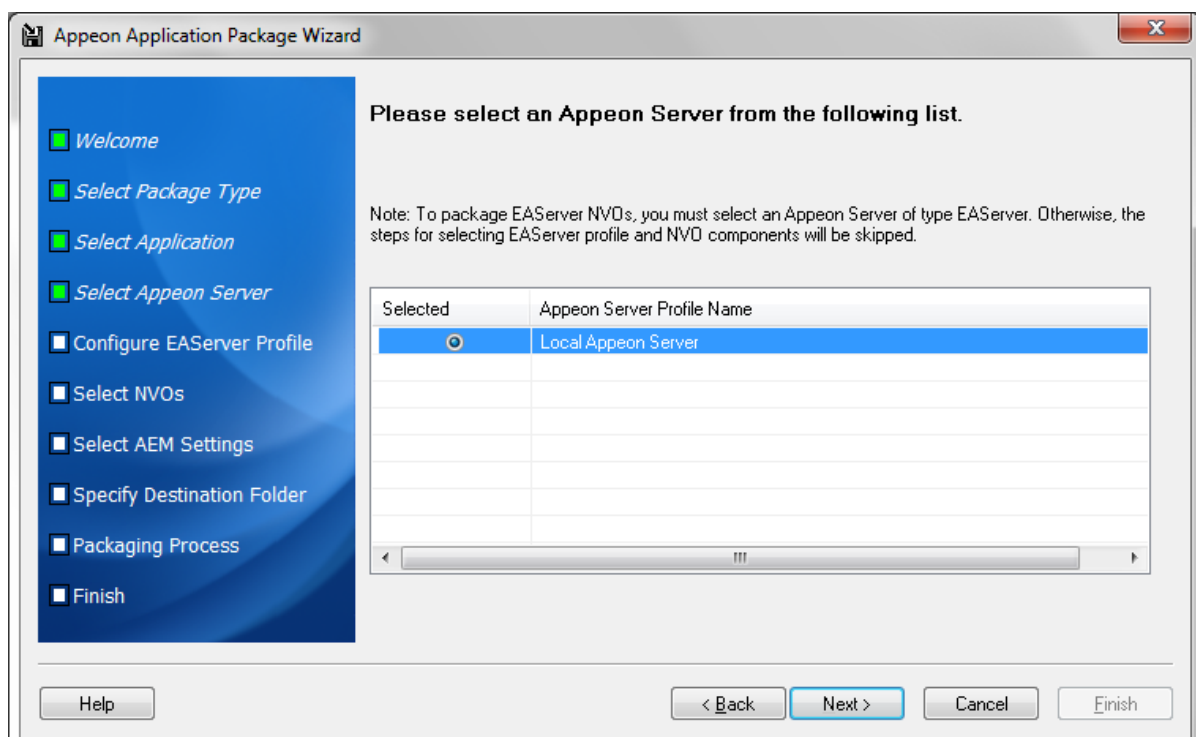 Appeon Application Package Wizard
Welcome
Select Package Type
Select Application
Select Appeon Server
Configure EAServer Profile
Select NVOs
Select AEM Settings
Specify Destination Folder
Packaging Process
Finish
Please select an Appeon Server from the following list.
Note: To package EAServer NVOs, you must select an Appeon Server of type EAServer. Otherwise, the
steps for selecting EAServer profile and NVO components will be skipped.
Selected Appeon Server Profile Name
Local Appeon Server
Help < Back Next > Cancel Finish